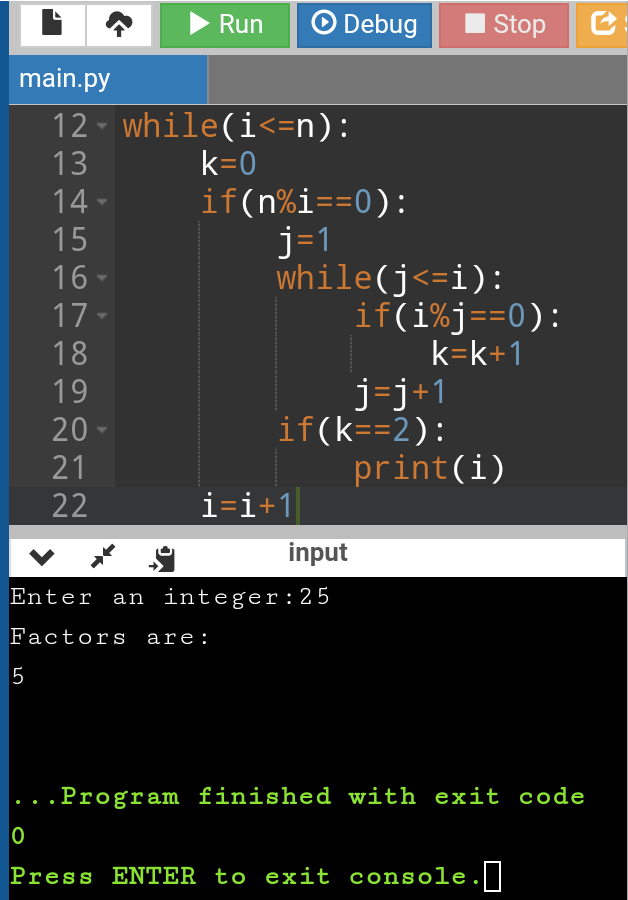 Run Debug Stop
main.py
12 while(i<=n):
13 k=0
14 if(n%i==0):
15 j=1
16 while(j<=i):
17 if(i%j==0):
18 k=k+1
19 j=j+1
20 if(k==2):
21 print(i)
22 i=i+1
input
Enter an integer:25
Factors are:
5
...Program finished with exit code
0
Press ENTER to exit console.